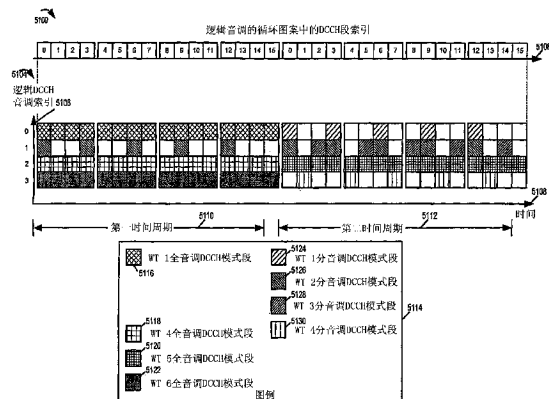 5100
逻辑音调的循环图案中的DCCH段索引
0 1 2 3 4 5 6 7 8 9 10 11 12 13 14 15 0 1 2 3 4 5 6 7 8 9 10 11 12 13 14 15
5106
5104
逻辑DCCH
音调索引
5103
0
1
2
3
5108
时间
第一时间周期
5110
第二时间周期
5112
WT 1全音调DCCH模式段
5116
5118
WT 4全音调DCCH模式段
5120
WT 5全音调DCCH模式段
5122
WT 6全音调DCCH模式段
5124
WT 1分音调DCCH模式段
5126
WT 2分音调DCCH模式段
5128
WT 3分音调DCCH模式段
5130
WT 4分音调DCCH模式段
5114
图例